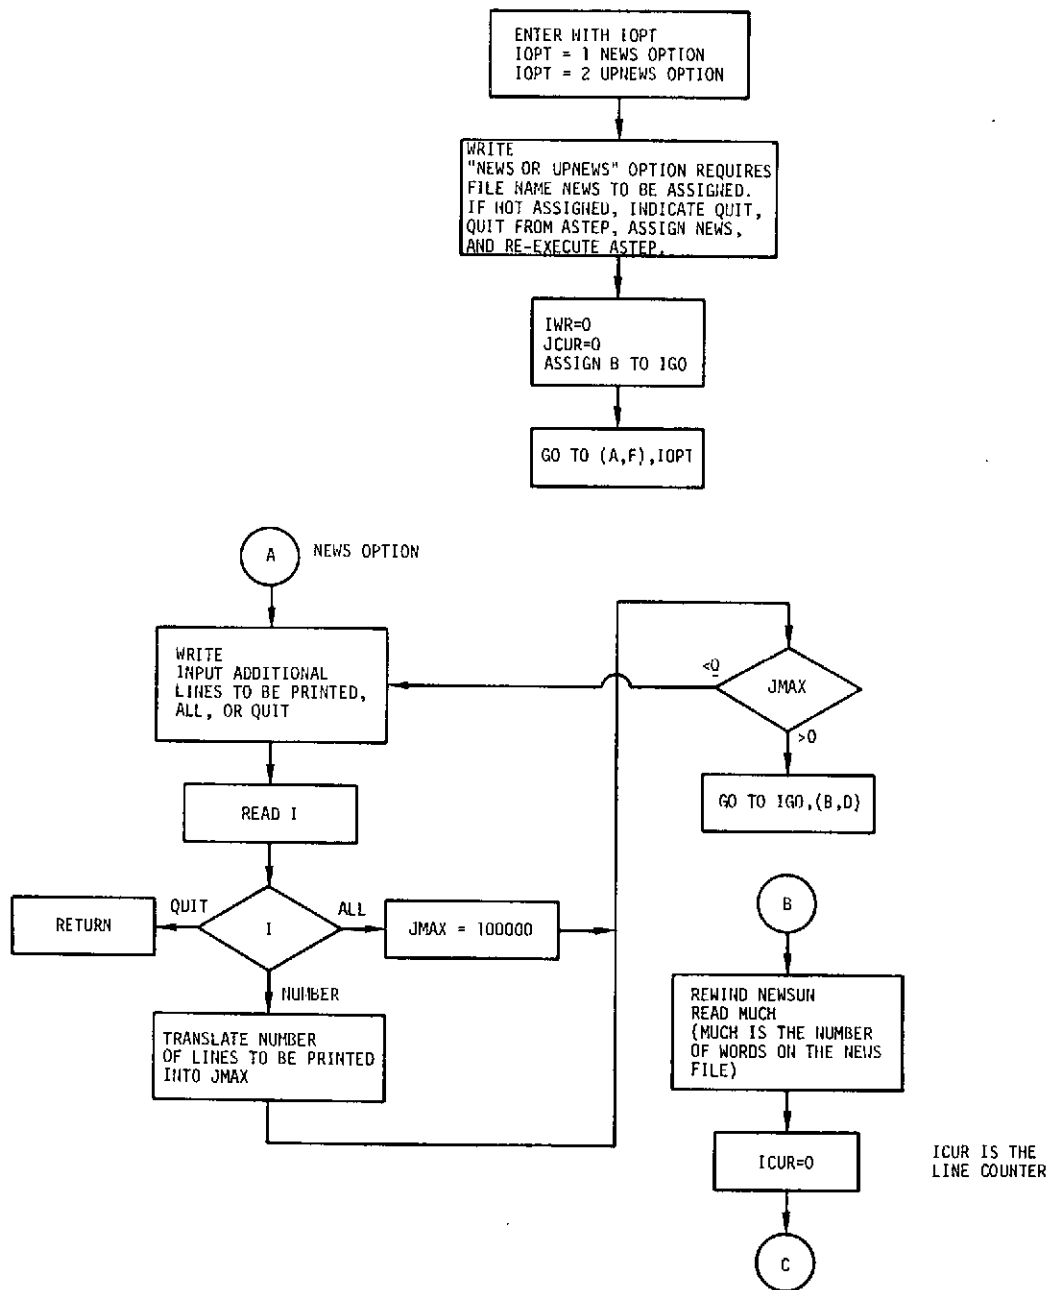 ENTER WITH IOPT
IOPT = 1 NEWS OPTION
IOPT = 2 UPNEWS OPTION
WRITE
"NEWS OR UPNEWS" OPTION REQUIRES
FILE NAME NEWS TO BE ASSIGNED.
IF NOT ASSIGNED, INDICATE QUIT,
QUIT FROM ASTEP, ASSIGN NEWS,
AND RE-EXECUTE ASTEP.
IWR=0
JCUR=0
ASSIGN B TO IGO
GO TO (A,F),IOPT
A
NEWS OPTION
WRITE
INPUT ADDITIONAL
LINES TO BE PRINTED,
ALL, OR QUIT
READ I
QUIT
I
ALL
RETURN
JMAX = 100000
NUMBER
TRANSLATE NUMBER
OF LINES TO BE PRINTED
INTO JMAX
≤0
JMAX
>0
GO TO IGO,(B,D)
B
REWIND NEWSUN
READ MUCH
(MUCH IS THE NUMBER
OF WORDS ON THE NEWS
FILE)
ICUR=0
ICUR IS THE
LINE COUNTER
C